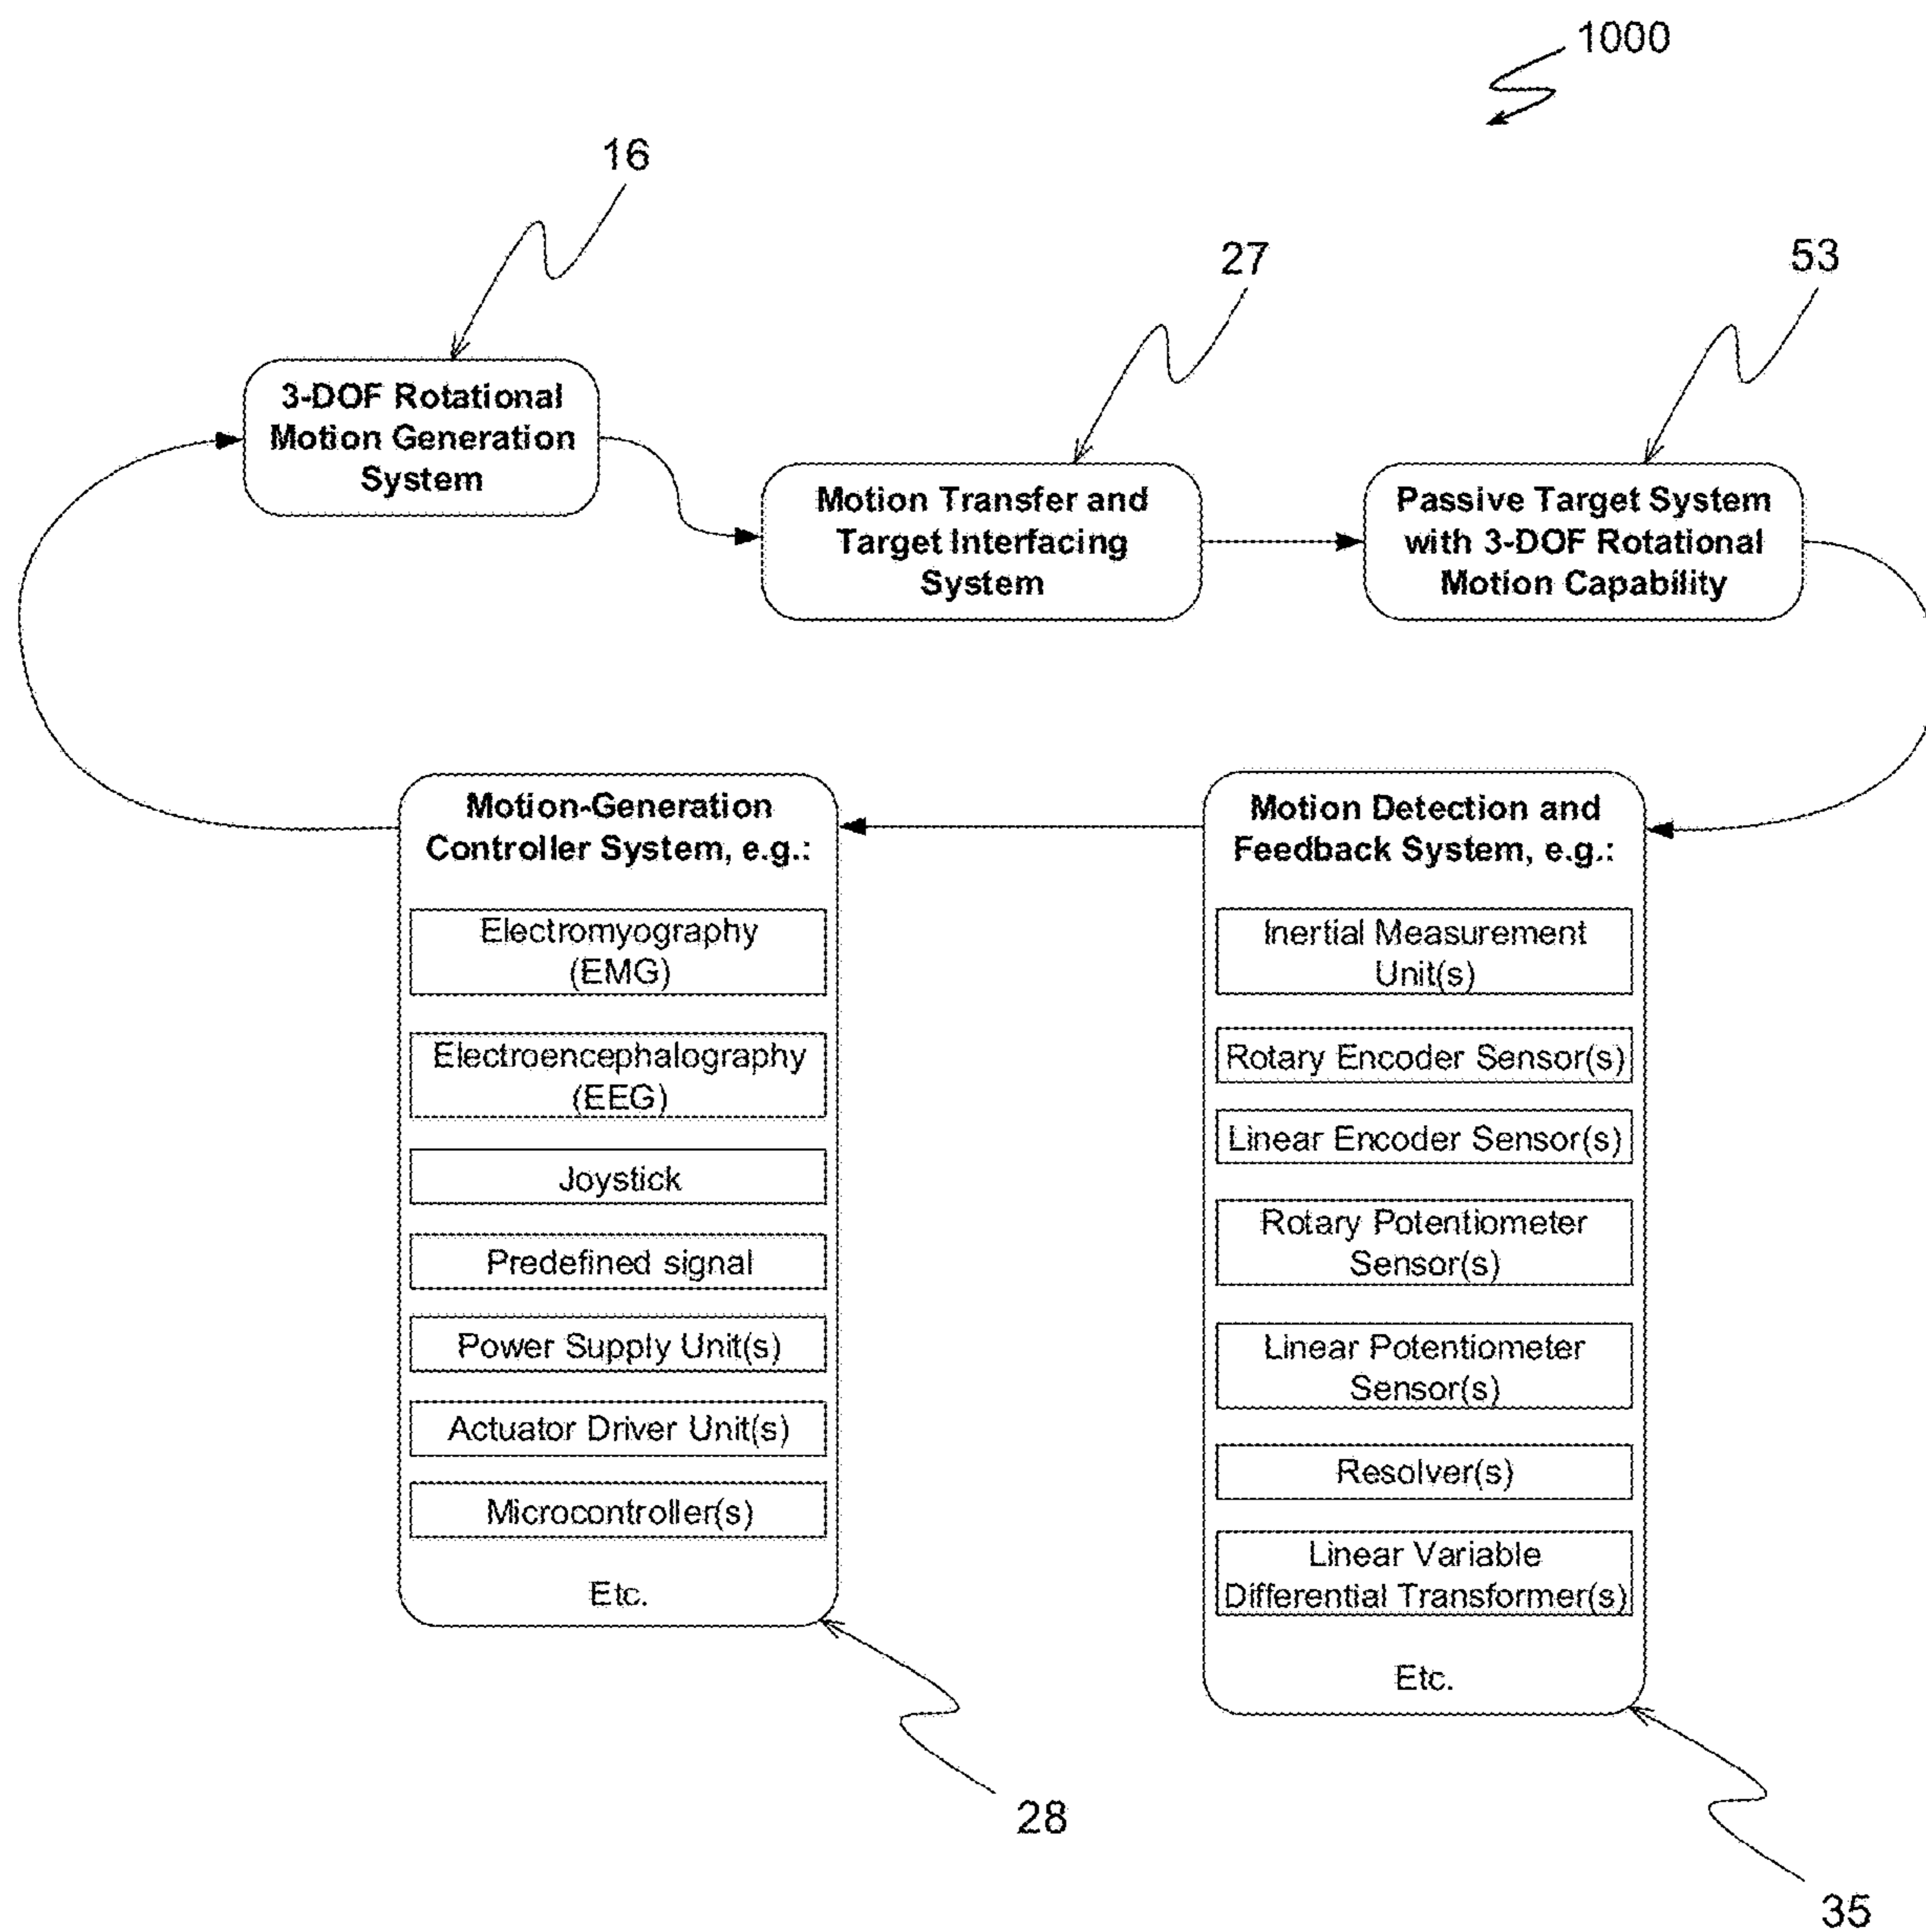 1000
16
27
53
3-DOF Rotational
Motion Generation
System
Motion Transfer and
Target Interfacing
System
Passive Target System
with 3-DOF Rotational
Motion Capability
Motion-Generation
Controller System, e.g.:
Electromyography
(EMG)
Electroencephalography
(EEG)
Joystick
Predefined signal
Power Supply Unit(s)
Actuator Driver Unit(s)
Microcontroller(s)
Etc.
28
Motion Detection and
Feedback System, e.g.:
Inertial Measurement
Unit(s)
Rotary Encoder Sensor(s)
Linear Encoder Sensor(s)
Rotary Potentiometer
Sensor(s)
Linear Potentiometer
Sensor(s)
Resolver(s)
Linear Variable
Differential Transformer(s)
Etc.
35